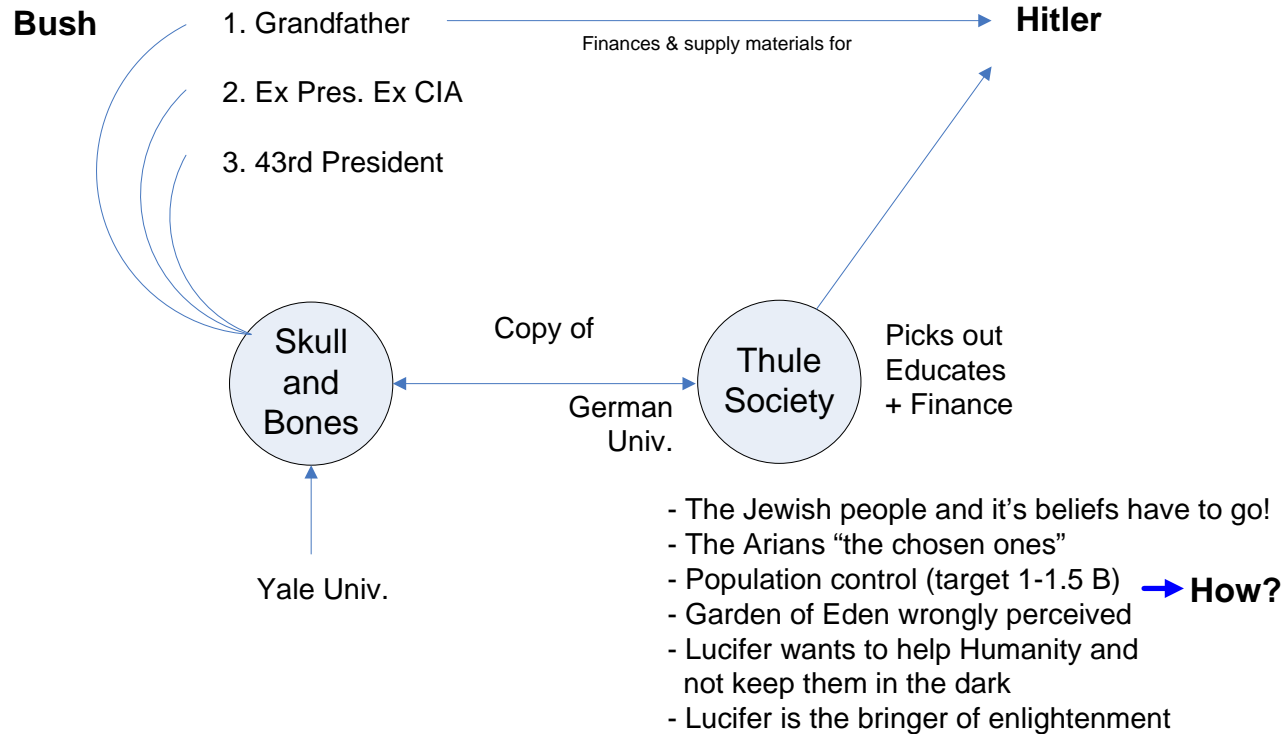 Bush
1. Grandfather
Finances & supply materials for
Hitler
2. Ex Pres. Ex CIA
3. 43rd President
Skull
and
Bones
Copy of
German
Univ.
Thule
Society
Picks out
Educates
+ Finance
Yale Univ.
- The Jewish people and it's beliefs have to go!
- The Arians “the chosen ones”
- Population control (target 1-1.5 B)
How?
- Garden of Eden wrongly perceived
- Lucifer wants to help Humanity and
not keep them in the dark
- Lucifer is the bringer of enlightenment